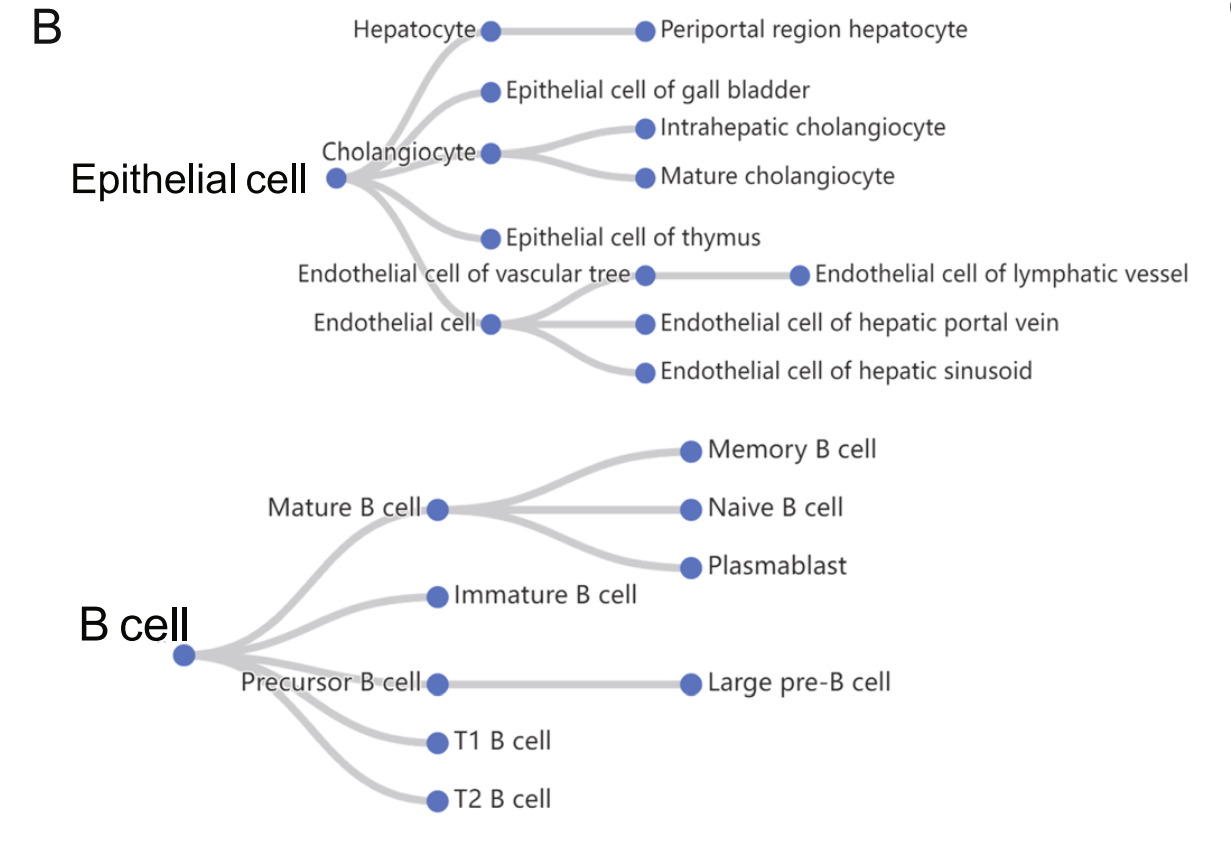 B
Hepatocyte
Periportal region hepatocyte
Epithelial cell of gall bladder
Intrahepatic cholangiocyte
Cholangiocyte
Mature cholangiocyte
Epithelial cell
Epithelial cell of thymus
Endothelial cell of vascular tree
Endothelial cell of lymphatic vessel
Endothelial cell
Endothelial cell of hepatic portal vein
Endothelial cell of hepatic sinusoid
Memory B cell
Mature B cell
Naive B cell
Plasmablast
Immature B cell
B cell
Precursor B cell
Large pre-B cell
T1 B cell
T2 B cell